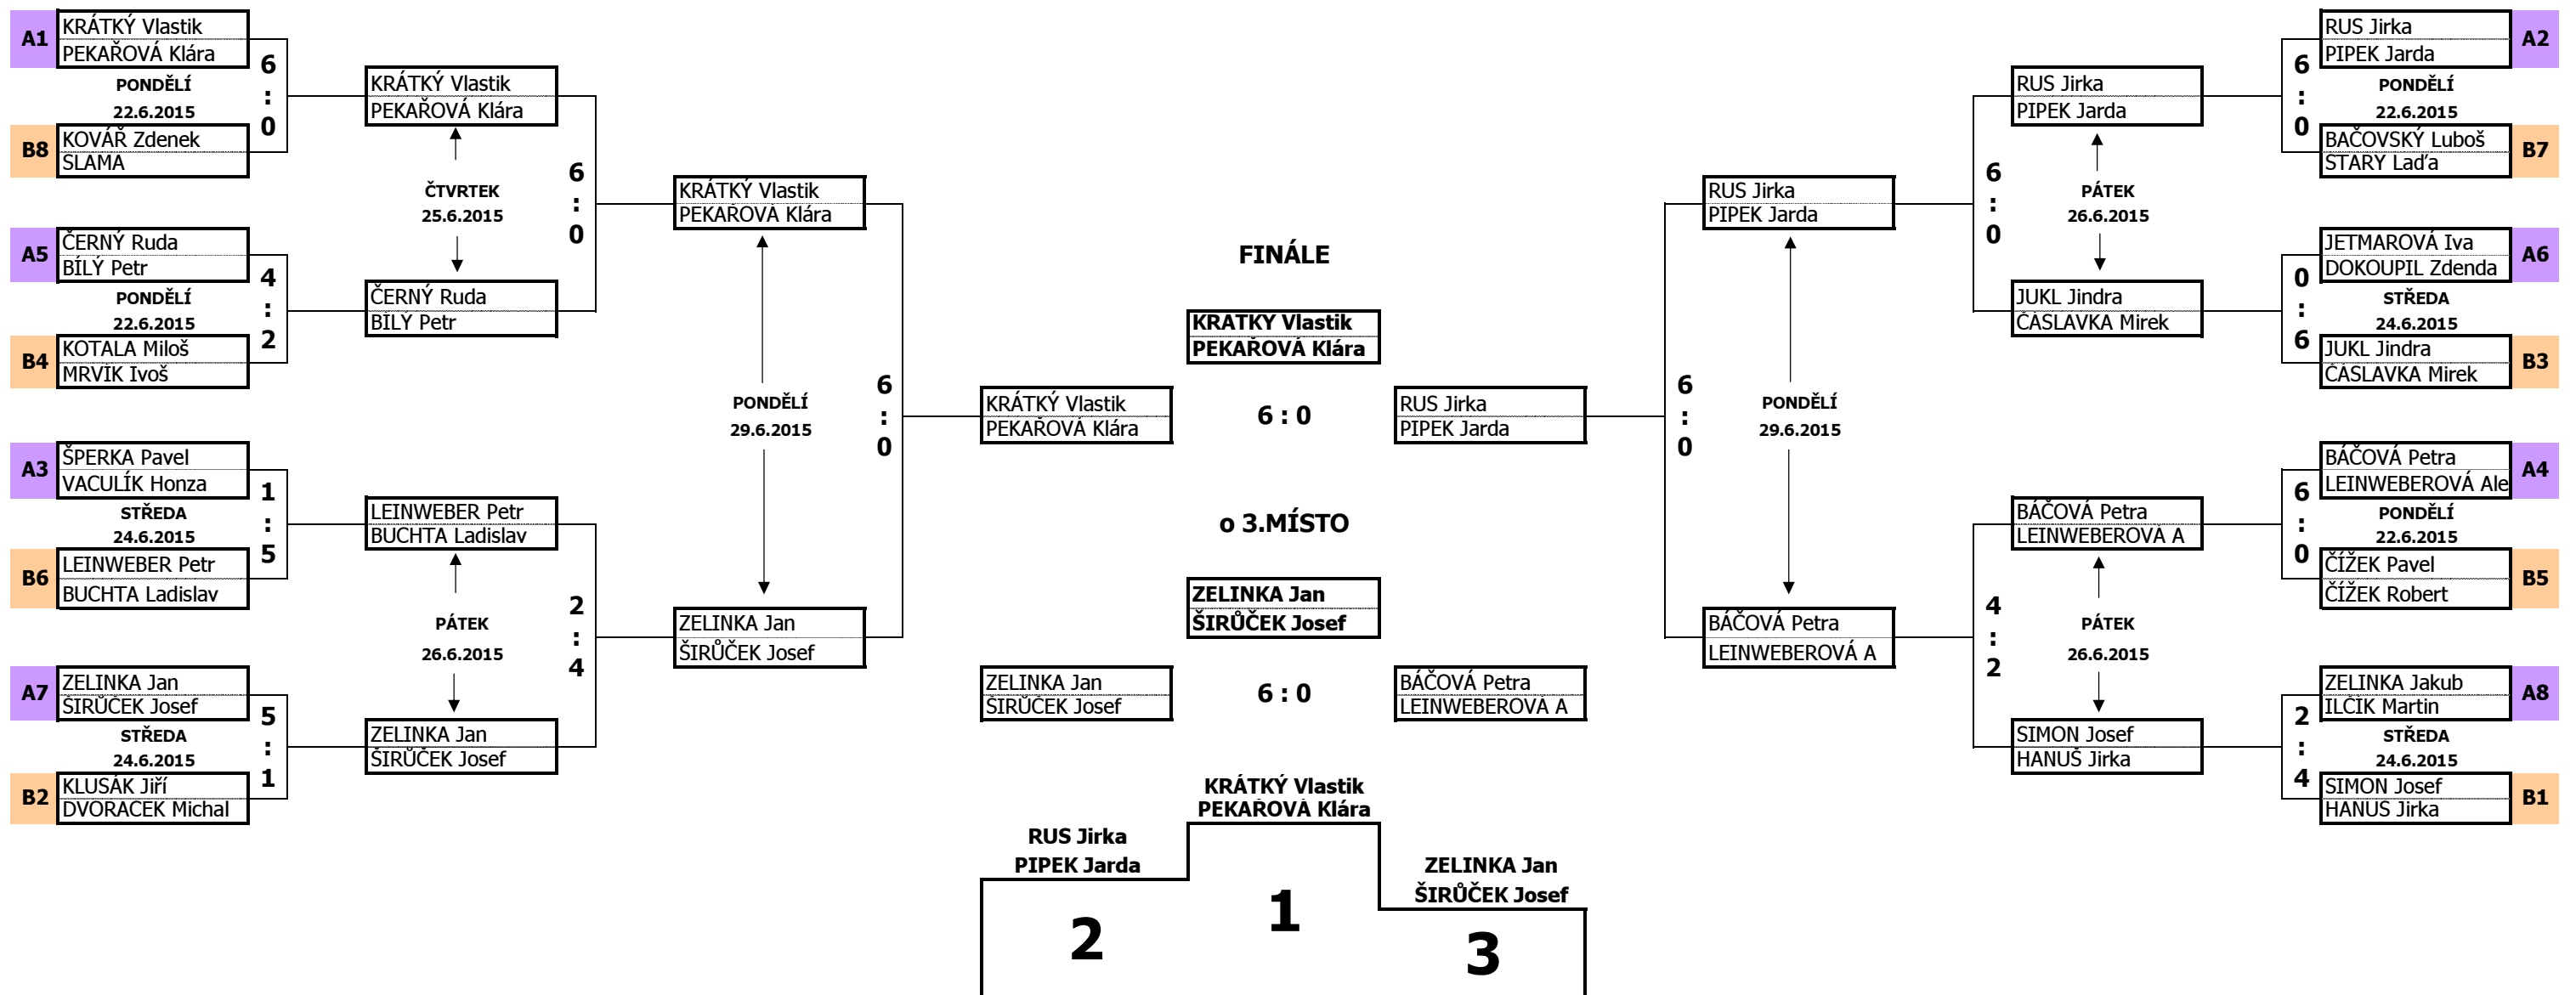 A1
KRÁTKÝ Vlastik
PEKAŘOVÁ Klára
PONDĚLÍ
22.6.2015
6 : 0
B8
KOVÁŘ Zdenek
SLAMA
A5
ČERNÝ Ruda
BÍLÝ Petr
PONDĚLÍ
22.6.2015
4 : 2
B4
KOTALA Miloš
MRVÍK Ivoš
A3
ŠPERKA Pavel
VACULÍK Honza
STŘEDA
24.6.2015
1 : 5
B6
LEINWEBER Petr
BUCHTA Ladislav
A7
ZELINKA Jan
ŠIRŮČEK Josef
STŘEDA
24.6.2015
5 : 1
B2
KLUSÁK Jiří
DVORACEK Michal
KRÁTKÝ Vlastik
PEKAŘOVÁ Klára
ČTVRTEK
25.6.2015
6 : 0
ČERNÝ Ruda
BÍLÝ Petr
LEINWEBER Petr
BUCHTA Ladislav
PÁTEK
26.6.2015
2 : 4
ZELINKA Jan
ŠIRŮČEK Josef
KRÁTKÝ Vlastik
PEKAŘOVÁ Klára
PONDĚLÍ
29.6.2015
6 : 0
ZELINKA Jan
ŠIRŮČEK Josef
FINÁLE
KRÁTKÝ Vlastik
PEKAŘOVÁ Klára
KRÁTKÝ Vlastik
PEKAŘOVÁ Klára
6 : 0
RUS Jirka
PIPEK Jarda
o 3.MÍSTO
ZELINKA Jan
ŠIRŮČEK Josef
ZELINKA Jan
ŠIRŮČEK Josef
6 : 0
BÁČOVÁ Petra
LEINWEBEROVÁ A
KRÁTKÝ Vlastik
PEKAŘOVÁ Klára
RUS Jirka
PIPEK Jarda
ZELINKA Jan
ŠIRŮČEK Josef
1
2
3
RUS Jirka
PIPEK Jarda
PONDĚLÍ
29.6.2015
6 : 0
BÁČOVÁ Petra
LEINWEBEROVÁ A
RUS Jirka
PIPEK Jarda
PÁTEK
26.6.2015
6 : 0
JUKL Jindra
ČÁSLAVKA Mirek
BÁČOVÁ Petra
LEINWEBEROVÁ A
PÁTEK
26.6.2015
4 : 2
SIMON Josef
HANUŠ Jirka
RUS Jirka
PIPEK Jarda
A2
PONDĚLÍ
22.6.2015
6 : 0
BAČOVSKÝ Luboš
STARÝ Laďa
B7
JETMAROVÁ Iva
DOKOUPIL Zdenda
A6
STŘEDA
24.6.2015
0 : 6
JUKL Jindra
ČÁSLAVKA Mirek
B3
BÁČOVÁ Petra
LEINWEBEROVÁ Ale
A4
PONDĚLÍ
22.6.2015
6 : 0
ČÍŽEK Pavel
ČÍŽEK Robert
B5
ZELINKA Jakub
ILČÍK Martin
A8
STŘEDA
24.6.2015
2 : 4
SIMON Josef
HANUŠ Jirka
B1